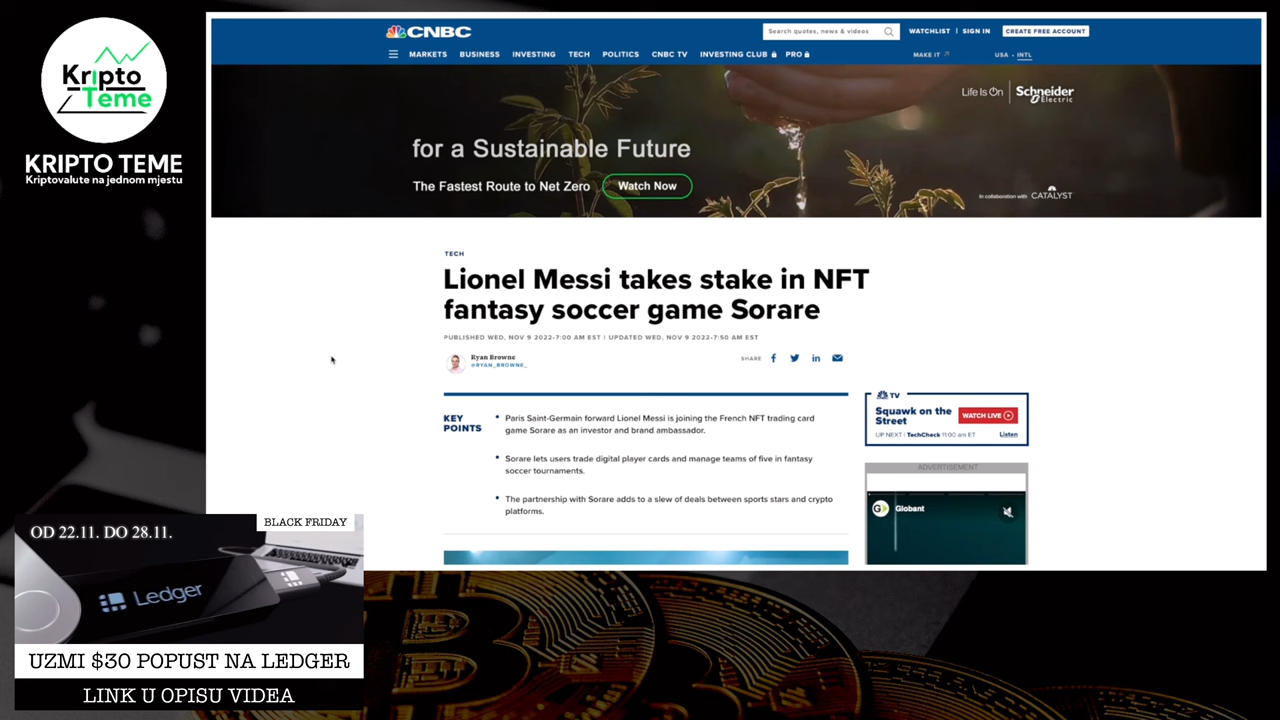 Kripto
Teme
KRIPTO TEME
Kriptovalute na jednom mjestu
CNBC
Search quotes, news & videos
WATCHLIST | SIGN IN
CREATE FREE ACCOUNT
MARKETS BUSINESS INVESTING TECH POLITICS CNBC TV INVESTING CLUB PRO
MAKE IT
USA • INTL
Life Is On | Schneider Electric
for a Sustainable Future
The Fastest Route to Net Zero
Watch Now
In collaboration with CATALYST
TECH
Lionel Messi takes stake in NFT
fantasy soccer game Sorare
PUBLISHED WED, NOV 9 2022•7:00 AM EST | UPDATED WED, NOV 9 2022•7:50 AM EST
Ryan Browne
@RYAN_BROWNE_
SHARE
KEY
POINTS
• Paris Saint-Germain forward Lionel Messi is joining the French NFT trading card
game Sorare as an investor and brand ambassador.
• Sorare lets users trade digital player cards and manage teams of five in fantasy
soccer tournaments.
• The partnership with Sorare adds to a slew of deals between sports stars and crypto
platforms.
TV
Squawk on the
Street
WATCH LIVE
UP NEXT | TechCheck 11:00 am ET
Listen
ADVERTISEMENT
Globant
BLACK FRIDAY
OD 22.11. DO 28.11.
Ledger
UZMI $30 POPUST NA LEDGER
LINK U OPISU VIDEA